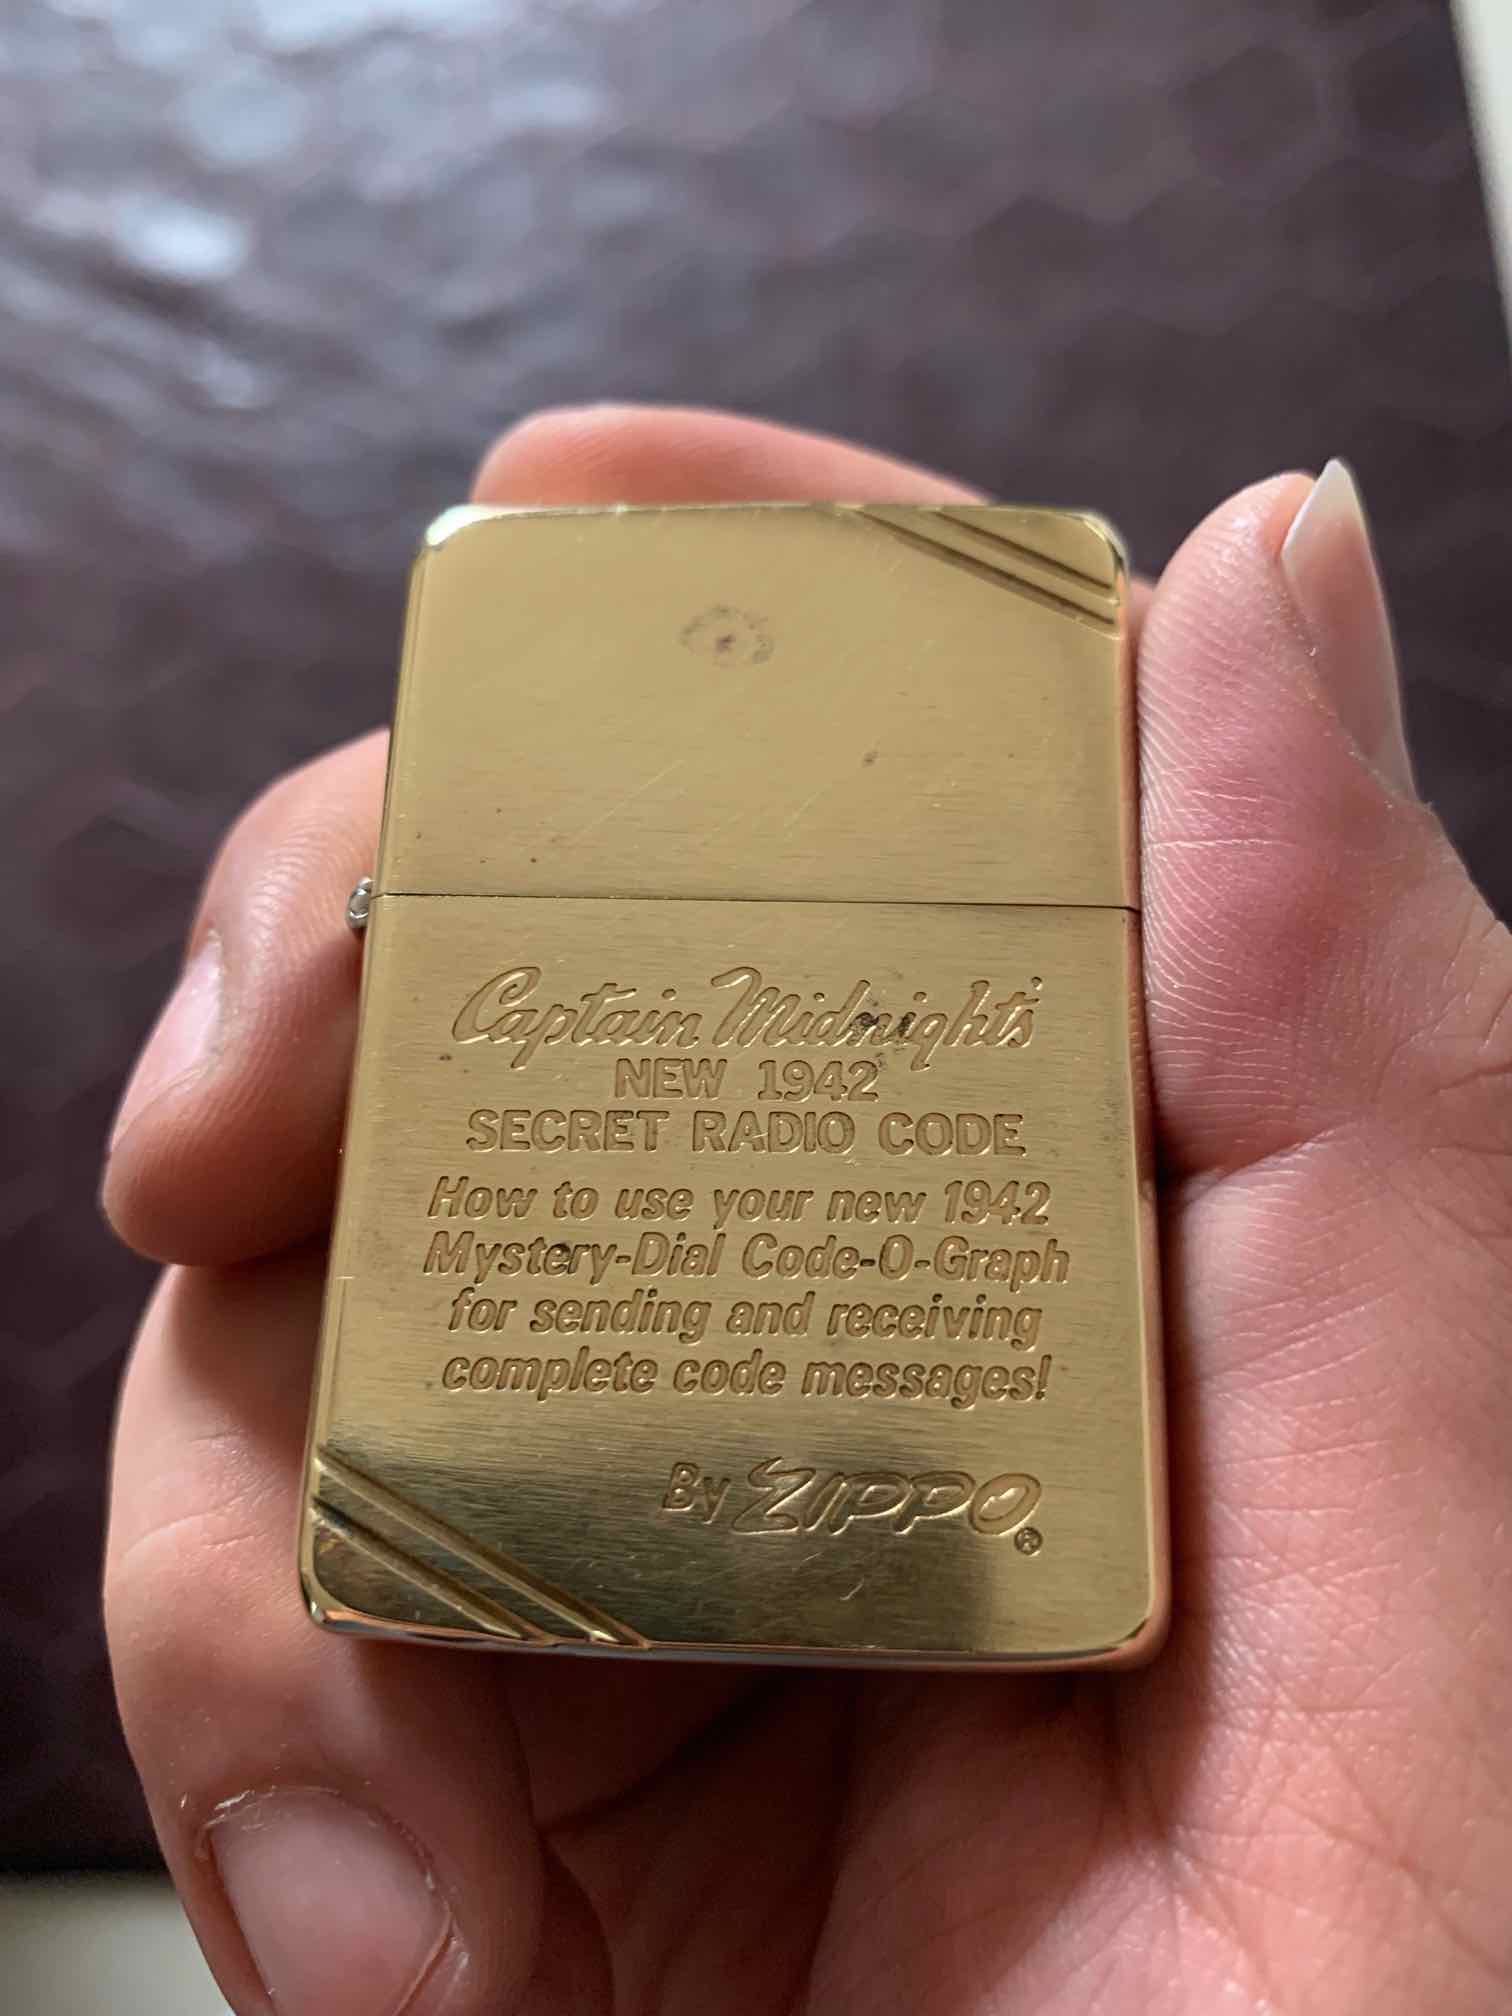 Captain Midnight's
NEW 1942
SECRET RADIO CODE
How to use your new 1942
Mystery-Dial Code-O-Graph
for sending and receiving
complete code messages!
By ZIPPO®